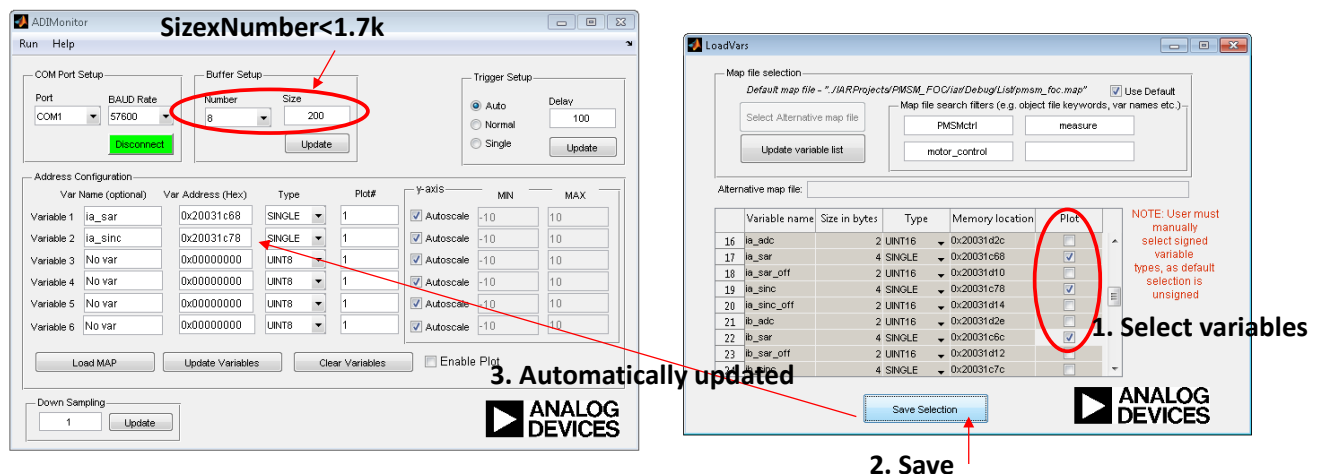 ADIMonitor
SizexNumber<1.7k
Run Help
COM Port Setup
Port BAUD Rate
COM1 57600
Disconnect
Buffer Setup
Number Size
8 200
Update
Trigger Setup
Auto
Normal
Single
Delay
100
Update
Address Configuration
Var Name (optional) Var Address (Hex) Type Plot# y-axis MIN MAX
Variable 1 ia_sar 0x20031c68 SINGLE 1 Autoscale -10 10
Variable 2 ia_sinc 0x20031c78 SINGLE 1 Autoscale -10 10
Variable 3 No var 0x00000000 UINT8 1 Autoscale -10 10
Variable 4 No var 0x00000000 UINT8 1 Autoscale -10 10
Variable 5 No var 0x00000000 UINT8 1 Autoscale -10 10
Variable 6 No var 0x00000000 UINT8 1 Autoscale -10 10
Load MAP Update Variables Clear Variables Enable Plot
3. Automatically updated
Down Sampling
1 Update
ANALOG
DEVICES
LoadVars
Map file selection
Default map file - "./IARProjects/PMSM_FOC/iar/Debug/List/pmsm_foc.map" Use Default
Select Alternative map file
Update variable list
Map file search filters (e.g. object file keywords, var names etc.)
PMSMctrl measure
motor_control
Alternative map file:
Variable name Size in bytes Type Memory location Plot
16 ia_adc 2 UINT16 0x20031d2c
17 ia_sar 4 SINGLE 0x20031c68
18 ia_sar_off 2 UINT16 0x20031d10
19 ia_sinc 4 SINGLE 0x20031c78
20 ia_sinc_off 2 UINT16 0x20031d14
21 ib_adc 2 UINT16 0x20031d2e
22 ib_sar 4 SINGLE 0x20031c6c
23 ib_sar_off 2 UINT16 0x20031d12
24 ib_sinc 4 SINGLE 0x20031c7c
NOTE: User must
manually
select signed
variable
types, as default
selection is
unsigned
1. Select variables
Save Selection
ANALOG
DEVICES
2. Save